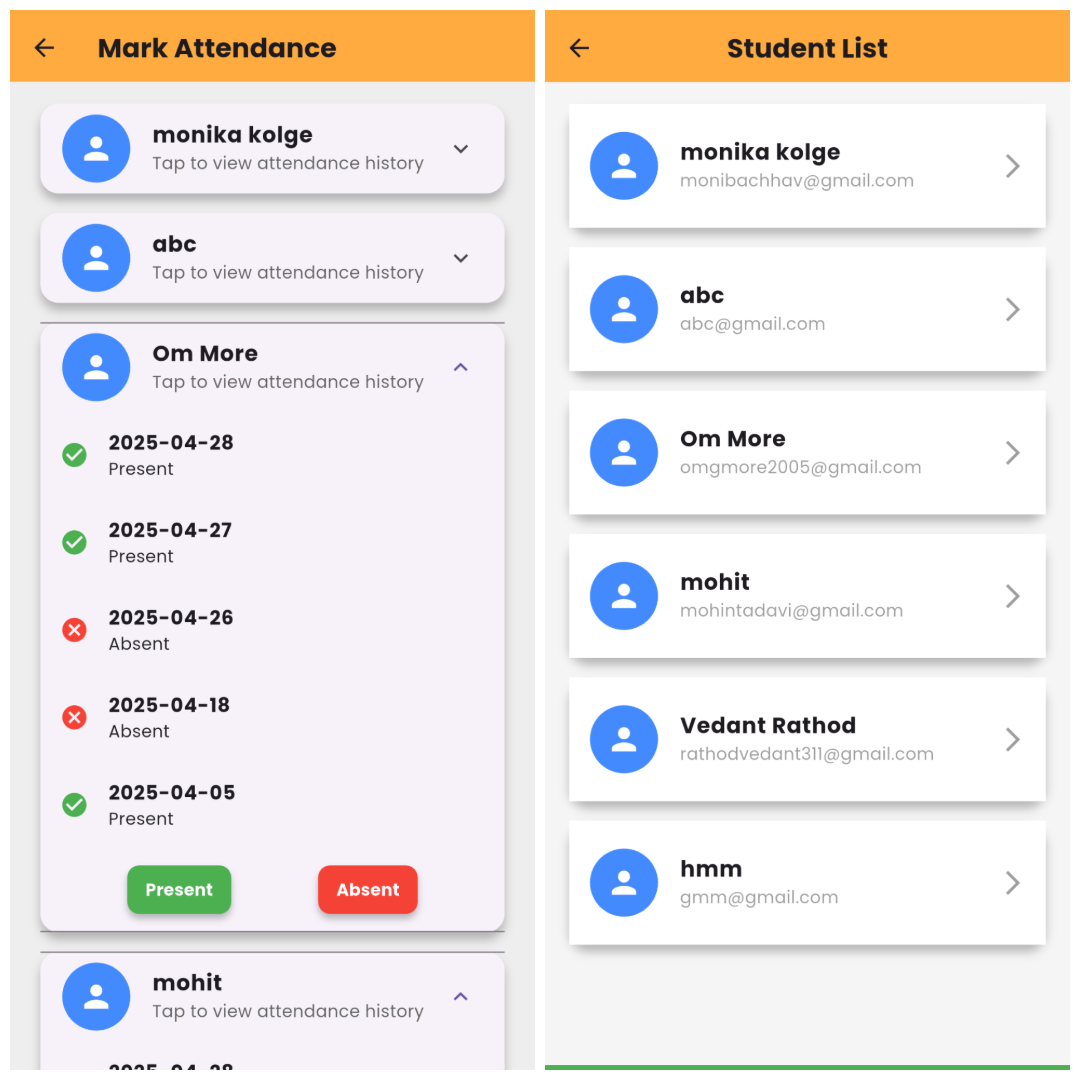 Mark Attendance
monika kolge
Tap to view attendance history
abc
Tap to view attendance history
Om More
Tap to view attendance history
2025-04-28
Present
2025-04-27
Present
2025-04-26
Absent
2025-04-18
Absent
2025-04-05
Present
Present
Absent
mohit
Tap to view attendance history
2025-04-28
Student List
monika kolge
monibachhav@gmail.com
abc
abc@gmail.com
Om More
omgmore2005@gmail.com
mohit
mohintadavi@gmail.com
Vedant Rathod
rathodvedant311@gmail.com
hmm
gmm@gmail.com